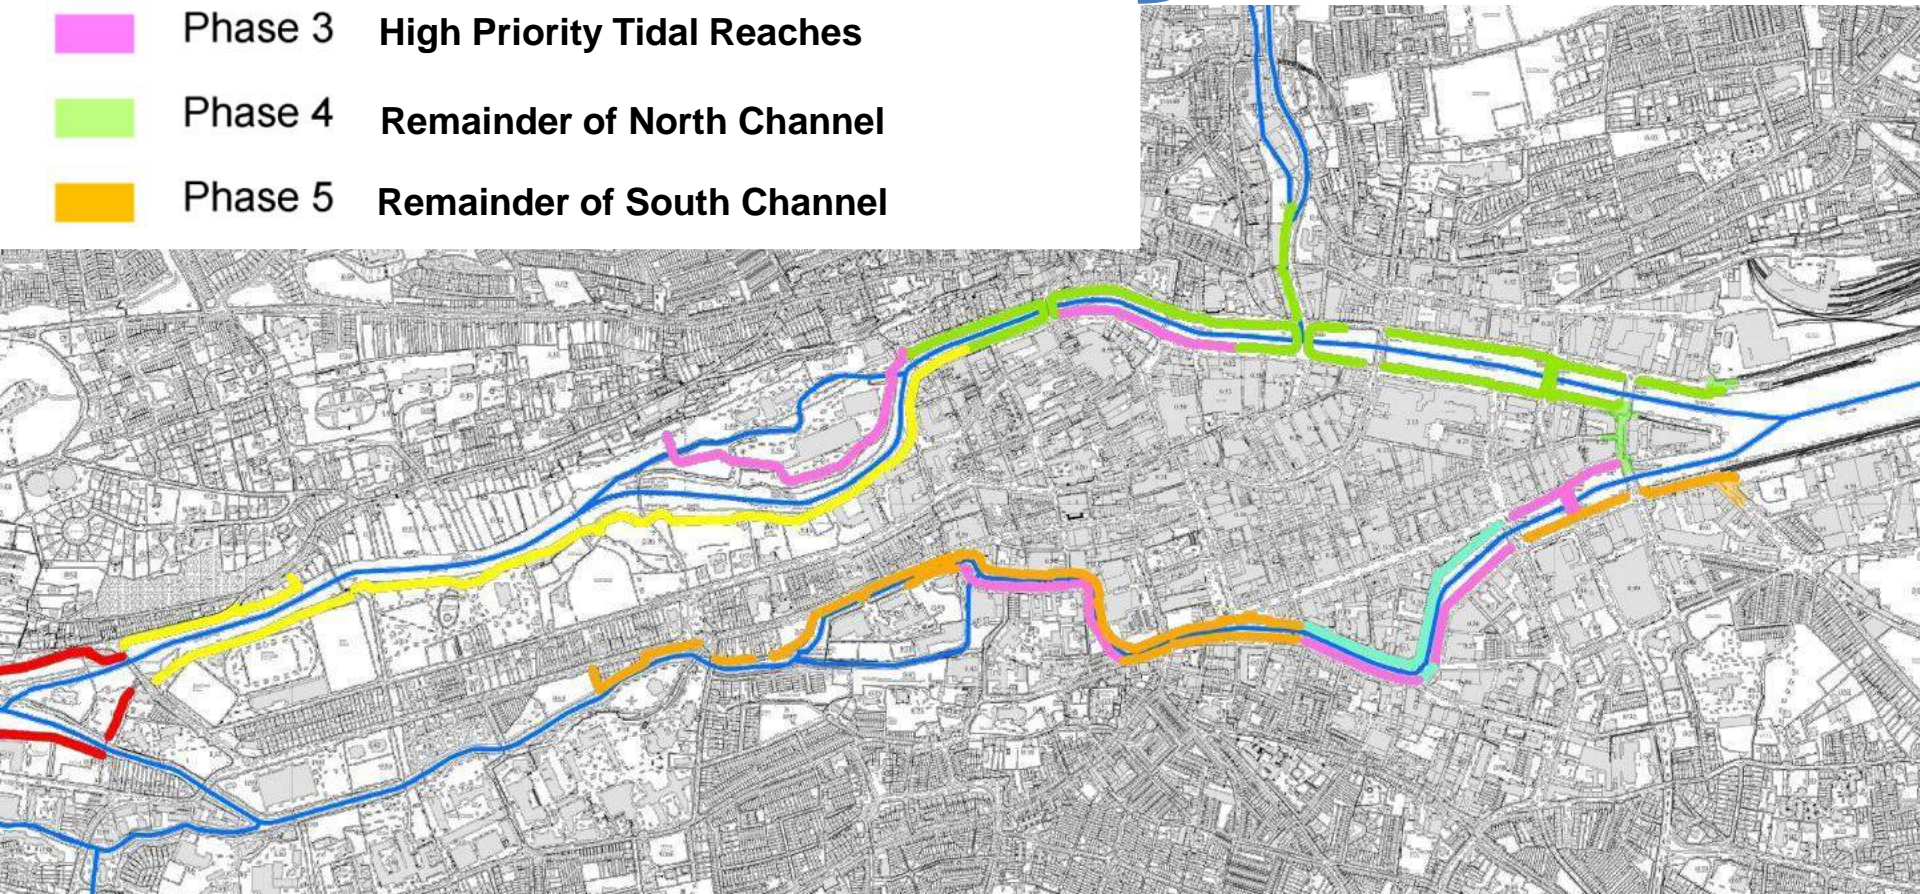 Phase 3 High Priority Tidal Reaches
Phase 4 Remainder of North Channel
Phase 5 Remainder of South Channel